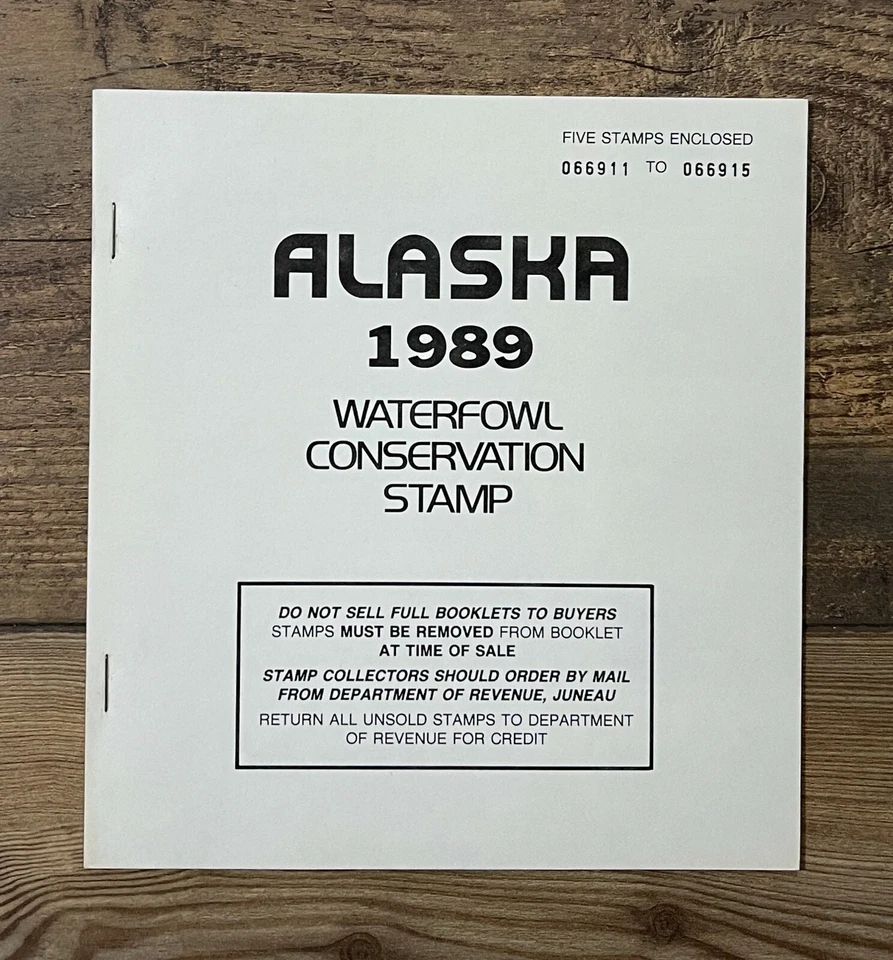 FIVE STAMPS ENCLOSED
066911 TO 066915
ALASKA
1989
WATERFOWL
CONSERVATION
STAMP
DO NOT SELL FULL BOOKLETS TO BUYERS
STAMPS MUST BE REMOVED FROM BOOKLET
AT TIME OF SALE
STAMP COLLECTORS SHOULD ORDER BY MAIL
FROM DEPARTMENT OF REVENUE, JUNEAU
RETURN ALL UNSOLD STAMPS TO DEPARTMENT
OF REVENUE FOR CREDIT